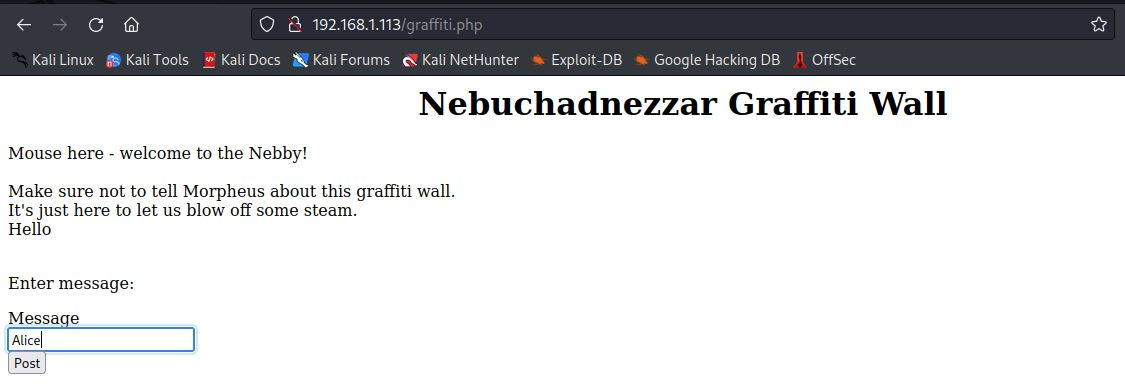 192.168.1.113/graffiti.php
Kali Linux Kali Tools Kali Docs Kali Forums Kali NetHunter Exploit-DB Google Hacking DB OffSec
Nebuchadnezzar Graffiti Wall
Mouse here - welcome to the Nebby!
Make sure not to tell Morpheus about this graffiti wall.
It's just here to let us blow off some steam.
Hello
Enter message:
Message
Alice
Post